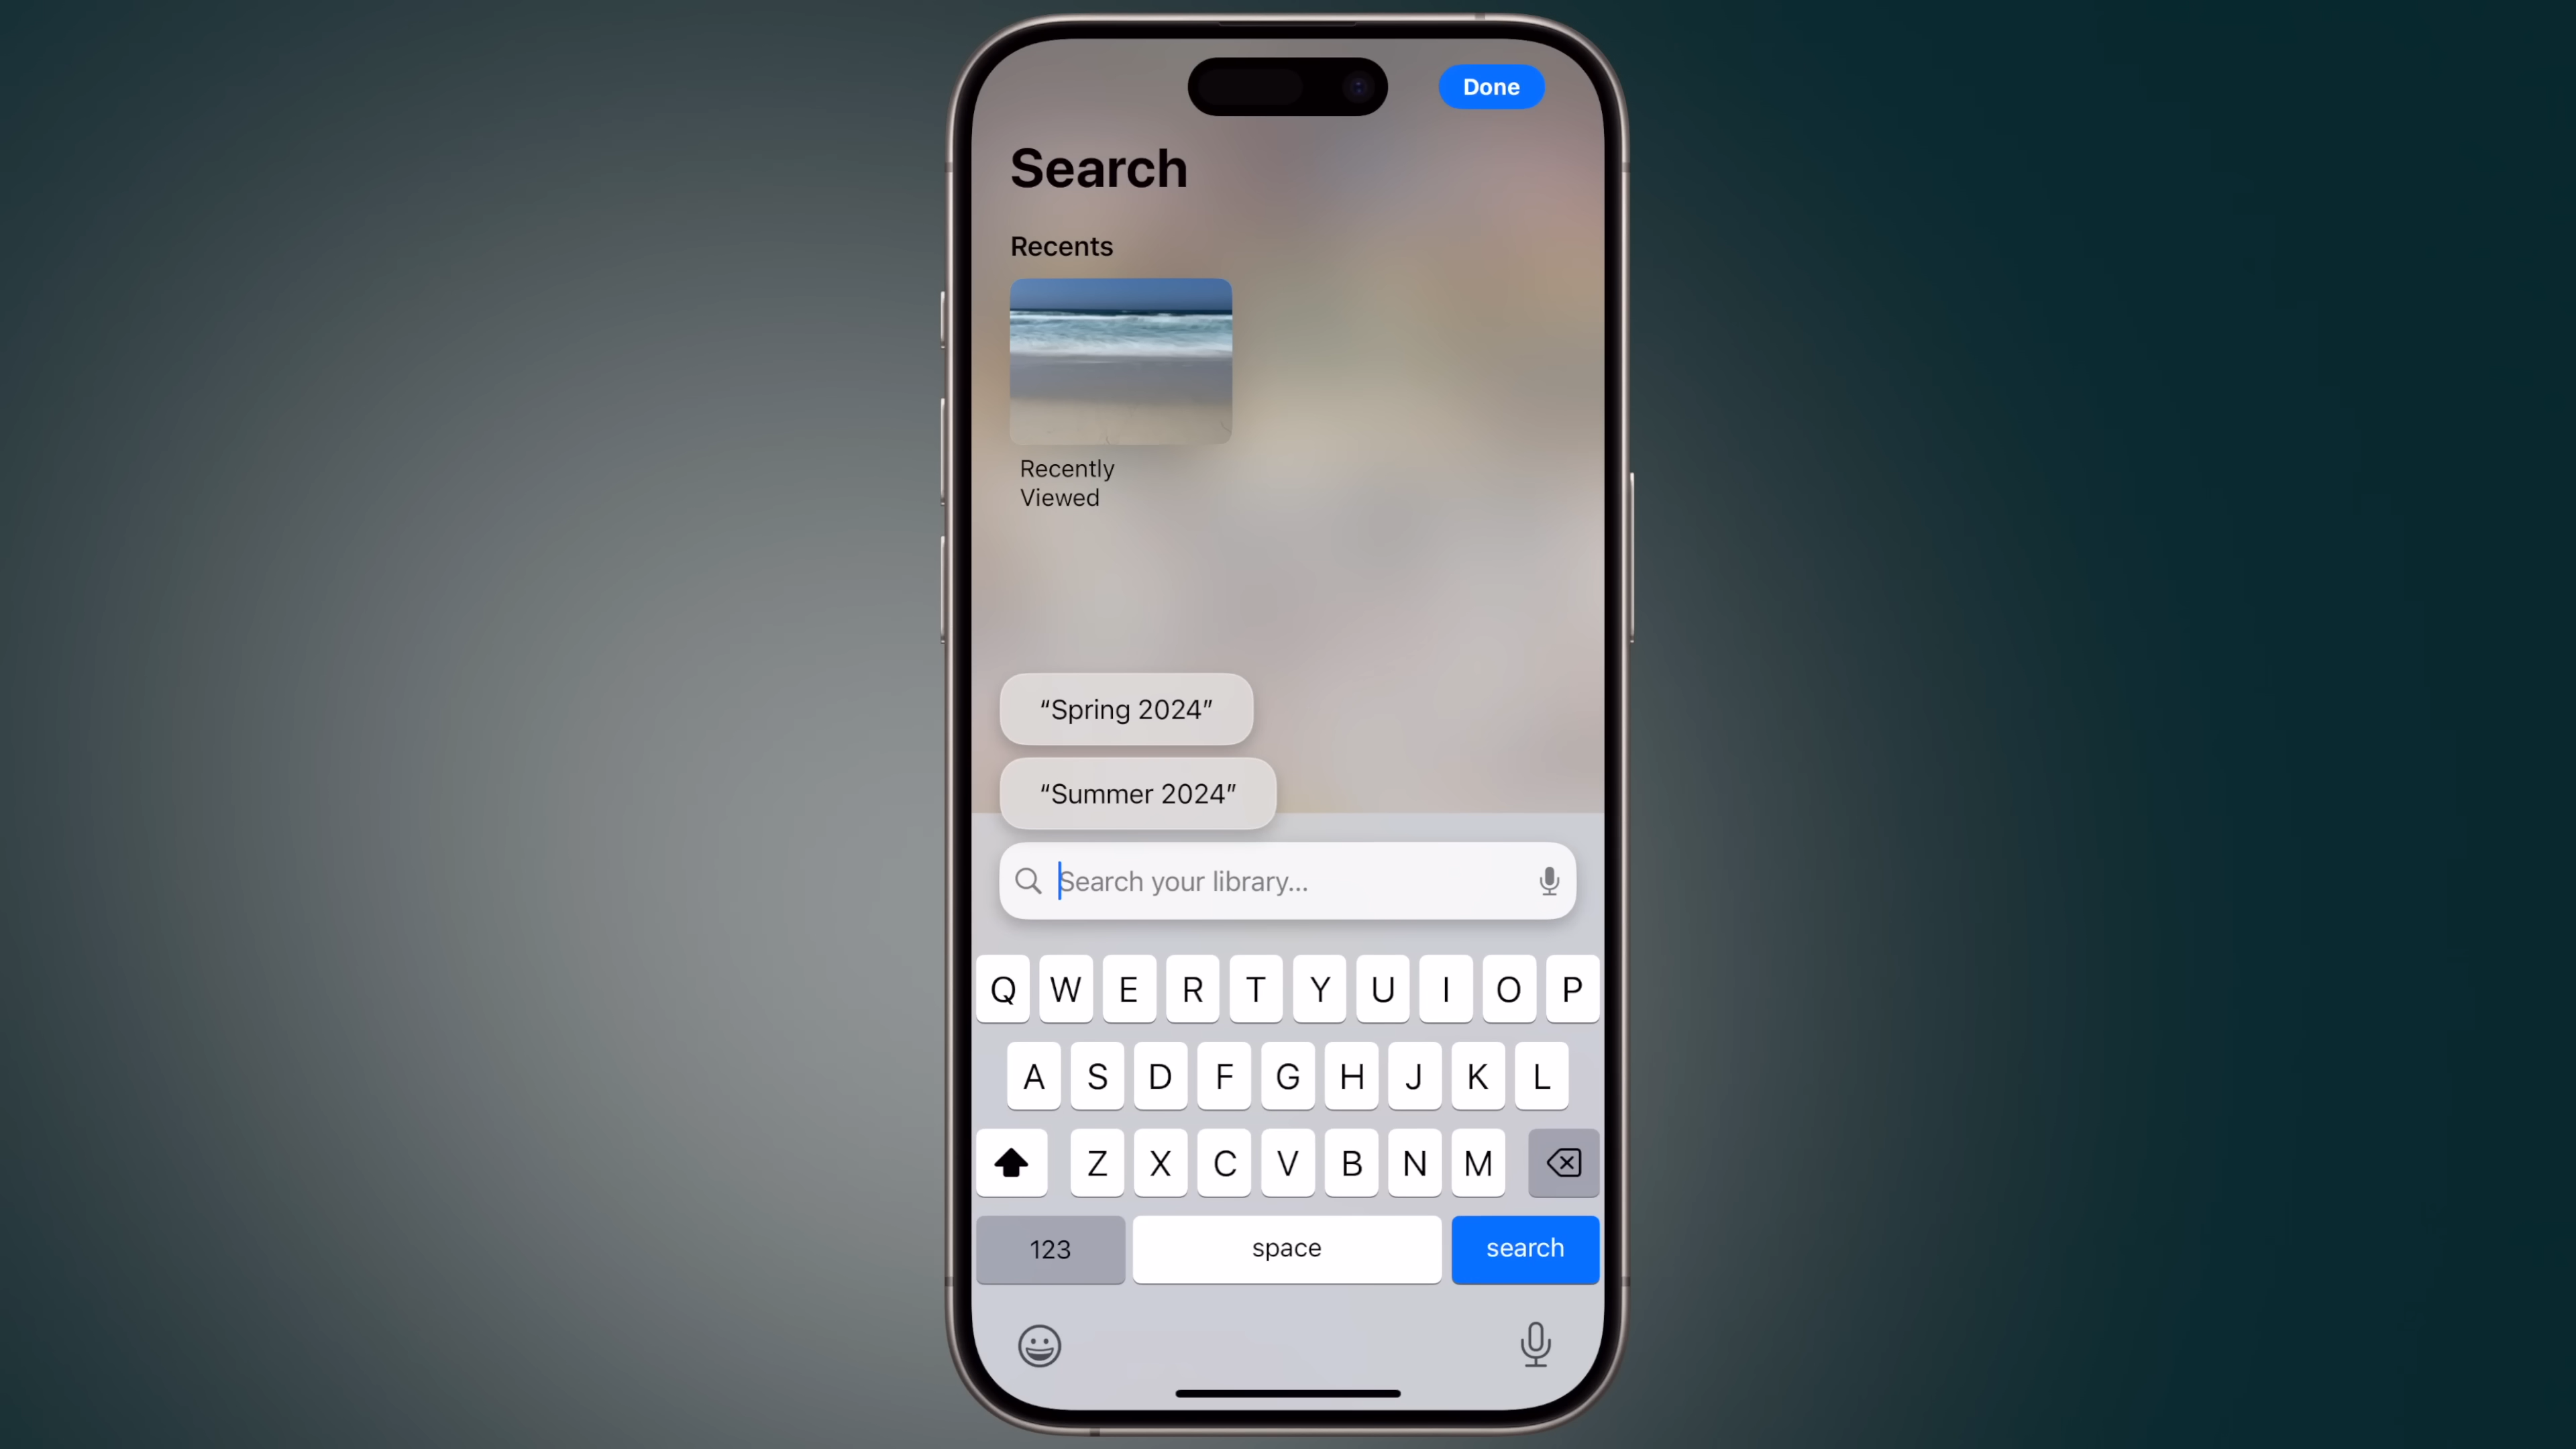 Done
Search
Recents
Recently
Viewed
“Spring 2024”
“Summer 2024”
Search your library...
Q W E R T Y U I O P
A S D F G H J K L
Z X C V B N M
123 space search